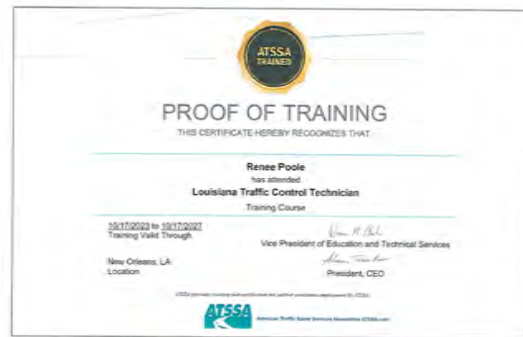 ATSSA
TRAINED
PROOF OF TRAINING
THIS CERTIFICATE HEREBY RECOGNIZES THAT
Renee Poole
has attended
Louisiana Traffic Control Technician
Training Course
10/17/2023 to 10/17/2027
Training Valid Through
Vice President of Education and Technical Services
New Orleans, LA
Location
President, CEO
ATSSA
American Traffic Safety Services Association